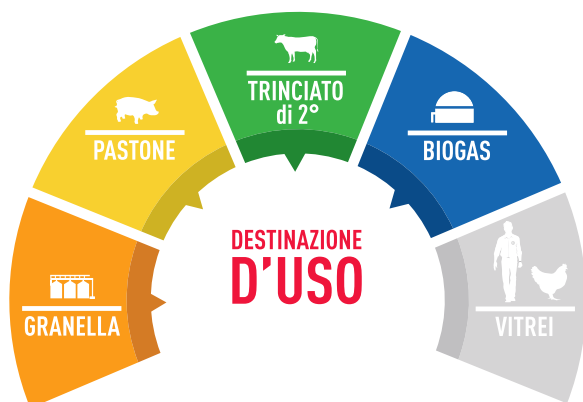 TRINCIATO
di 2°
PASTONE
BIOGAS
DESTINAZIONE
D'USO
GRANELLA
VITREI